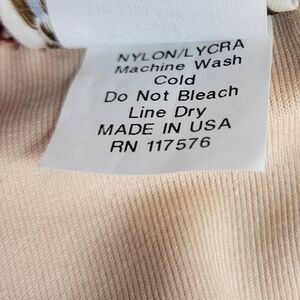 NYLON/LYCRA
Machine Wash
Cold
Do Not Bleach
Line Dry
MADE IN USA
RN 117576